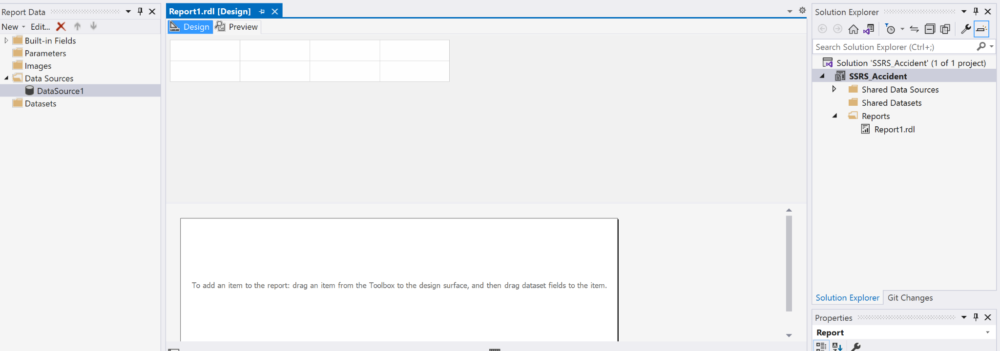 Report Data
New Edit...
Built-in Fields
Parameters
Images
Data Sources
DataSource1
Datasets
Report1.rdl [Design]
Design Preview
To add an item to the report: drag an item from the Toolbox to the design surface, and then drag dataset fields to the item.
Solution Explorer
Search Solution Explorer (Ctrl+;)
Solution 'SSRS_Accident' (1 of 1 project)
SSRS_Accident
Shared Data Sources
Shared Datasets
Reports
Report1.rdl
Solution Explorer Git Changes
Properties
Report